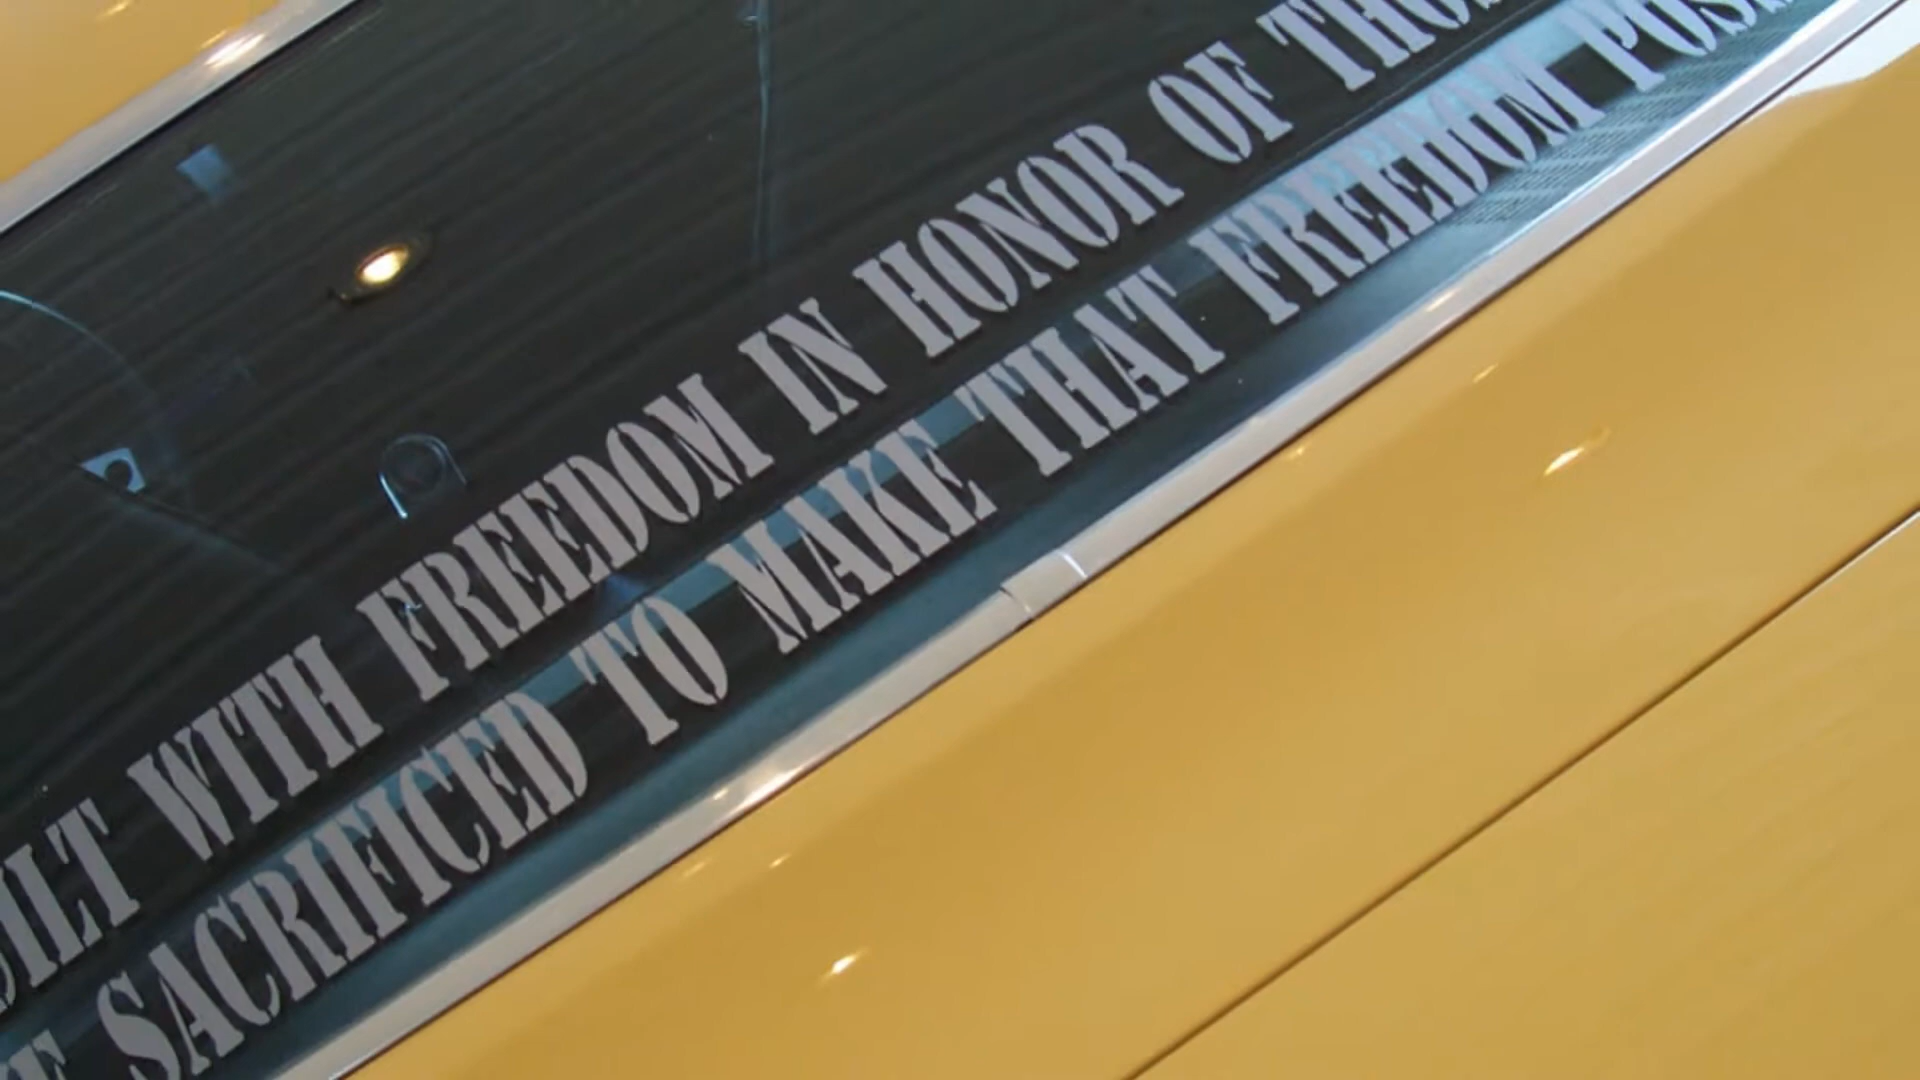 WITH FREEDOM IN HONOR OF
SACRIFICED TO MAKE THAT FREEDOM